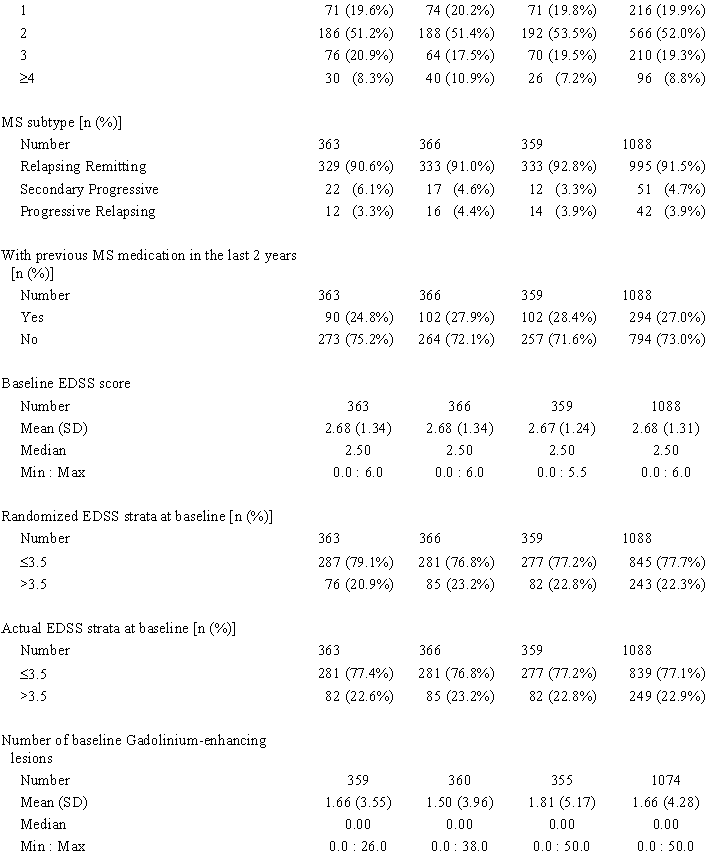 1 71 (19.6%) 74 (20.2%) 71 (19.8%) 216 (19.9%)
2 186 (51.2%) 188 (51.4%) 192 (53.5%) 566 (52.0%)
3 76 (20.9%) 64 (17.5%) 70 (19.5%) 210 (19.3%)
≥4 30 (8.3%) 40 (10.9%) 26 (7.2%) 96 (8.8%)
MS subtype [n (%)]
Number 363 366 359 1088
Relapsing Remitting 329 (90.6%) 333 (91.0%) 333 (92.8%) 995 (91.5%)
Secondary Progressive 22 (6.1%) 17 (4.6%) 12 (3.3%) 51 (4.7%)
Progressive Relapsing 12 (3.3%) 16 (4.4%) 14 (3.9%) 42 (3.9%)
With previous MS medication in the last 2 years
[n (%)]
Number 363 366 359 1088
Yes 90 (24.8%) 102 (27.9%) 102 (28.4%) 294 (27.0%)
No 273 (75.2%) 264 (72.1%) 257 (71.6%) 794 (73.0%)
Baseline EDSS score
Number 363 366 359 1088
Mean (SD) 2.68 (1.34) 2.68 (1.34) 2.67 (1.24) 2.68 (1.31)
Median 2.50 2.50 2.50 2.50
Min : Max 0.0 : 6.0 0.0 : 6.0 0.0 : 5.5 0.0 : 6.0
Randomized EDSS strata at baseline [n (%)]
Number 363 366 359 1088
≤3.5 287 (79.1%) 281 (76.8%) 277 (77.2%) 845 (77.7%)
>3.5 76 (20.9%) 85 (23.2%) 82 (22.8%) 243 (22.3%)
Actual EDSS strata at baseline [n (%)]
Number 363 366 359 1088
≤3.5 281 (77.4%) 281 (76.8%) 277 (77.2%) 839 (77.1%)
>3.5 82 (22.6%) 85 (23.2%) 82 (22.8%) 249 (22.9%)
Number of baseline Gadolinium-enhancing
lesions
Number 359 360 355 1074
Mean (SD) 1.66 (3.55) 1.50 (3.96) 1.81 (5.17) 1.66 (4.28)
Median 0.00 0.00 0.00 0.00
Min : Max 0.0 : 26.0 0.0 : 38.0 0.0 : 50.0 0.0 : 50.0